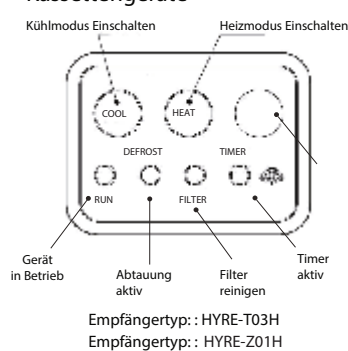 Kassettengeräte
Kühlmodus Einschalten
Heizmodus Einschalten
COOL
HEAT
DEFROST
TIMER
RUN
FILTER
Gerät
in Betrieb
Abtauung
aktiv
Filter
reinigen
Timer
aktiv
Empfängertyp: : HYRE-T03H
Empfängertyp: : HYRE-Z01H